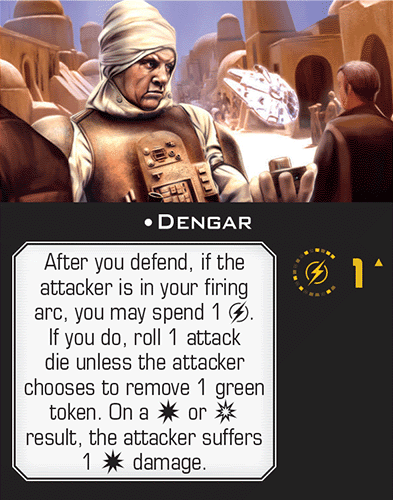 • DENGAR
After you defend, if the
attacker is in your firing
arc, you may spend 1.
If you do, roll 1 attack
die unless the attacker
chooses to remove 1 green
token. On a or
result, the attacker suffers
1 damage.
1